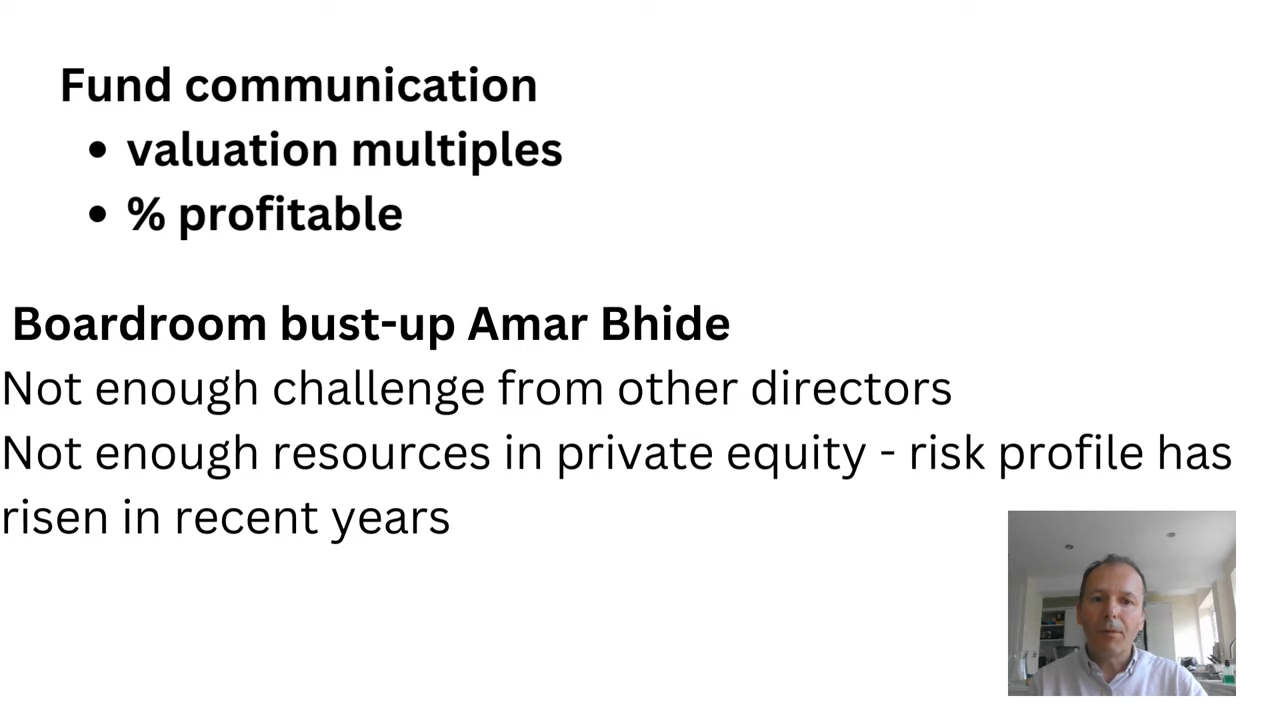 Fund communication
• valuation multiples
• % profitable
Boardroom bust-up Amar Bhide
Not enough challenge from other directors
Not enough resources in private equity - risk profile has
risen in recent years